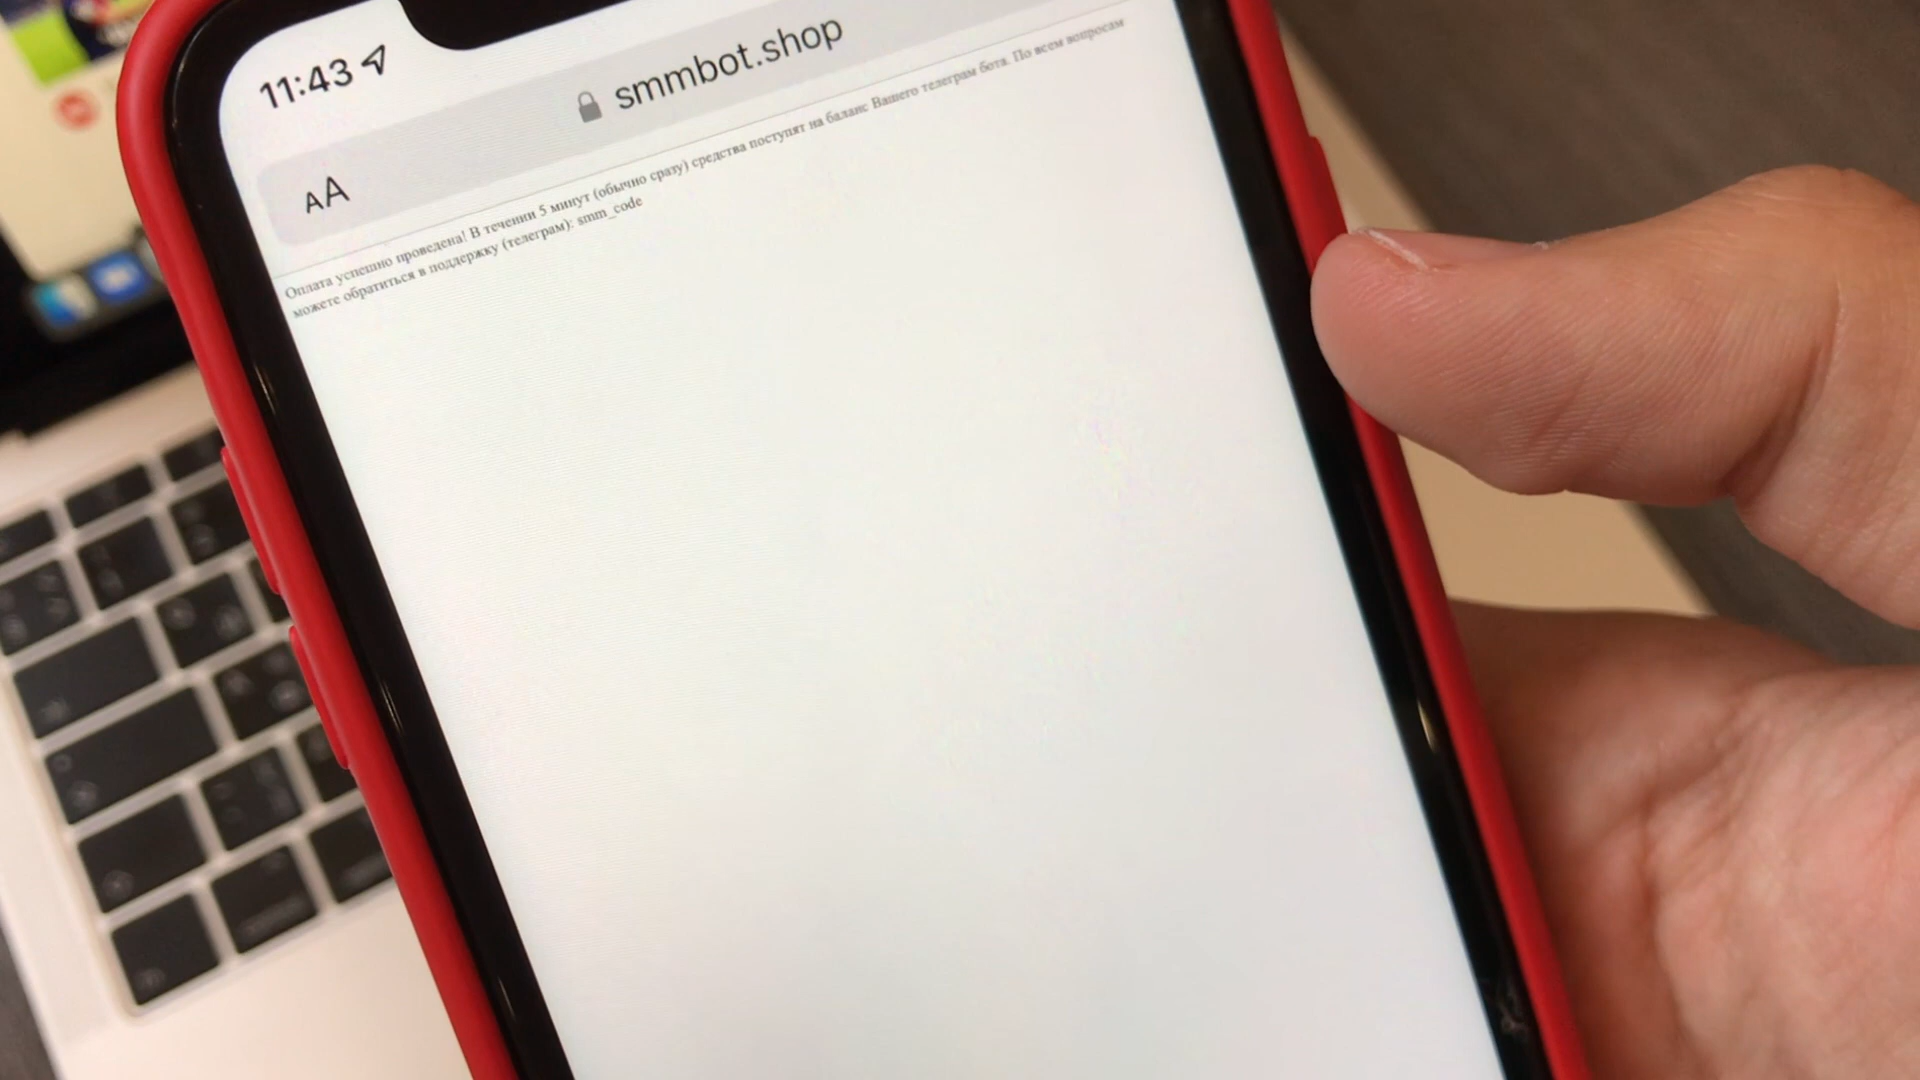 11:43
smmbot.shop
AA
Оплата успешно проведена! В течении 5 минут (обычно сразу) средства поступят на баланс Вашего телеграм бота. По всем вопросам
можете обратиться в поддержку (телеграм): smm_code